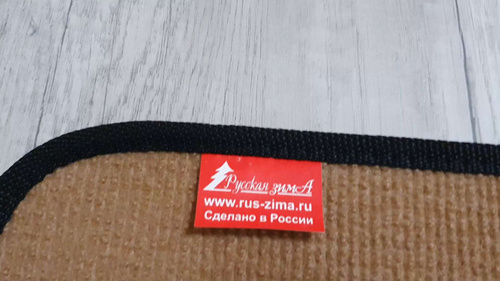 Русская зимА
www.rus-zima.ru
Сделано в России